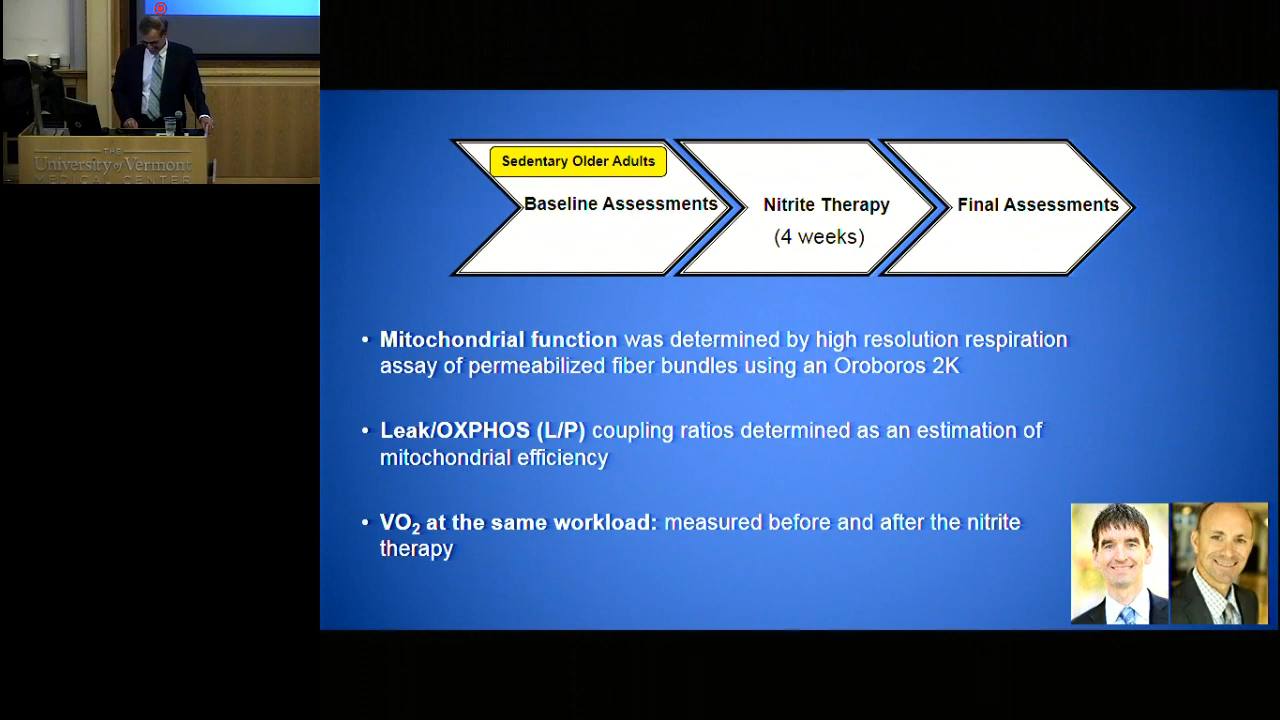 THE
University of Vermont
MEDICAL CENTER
Sedentary Older Adults
Baseline Assessments
Nitrite Therapy
(4 weeks)
Final Assessments
• Mitochondrial function was determined by high resolution respiration
assay of permeabilized fiber bundles using an Oroboros 2K
• Leak/OXPHOS (L/P) coupling ratios determined as an estimation of
mitochondrial efficiency
• VO₂ at the same workload: measured before and after the nitrite
therapy